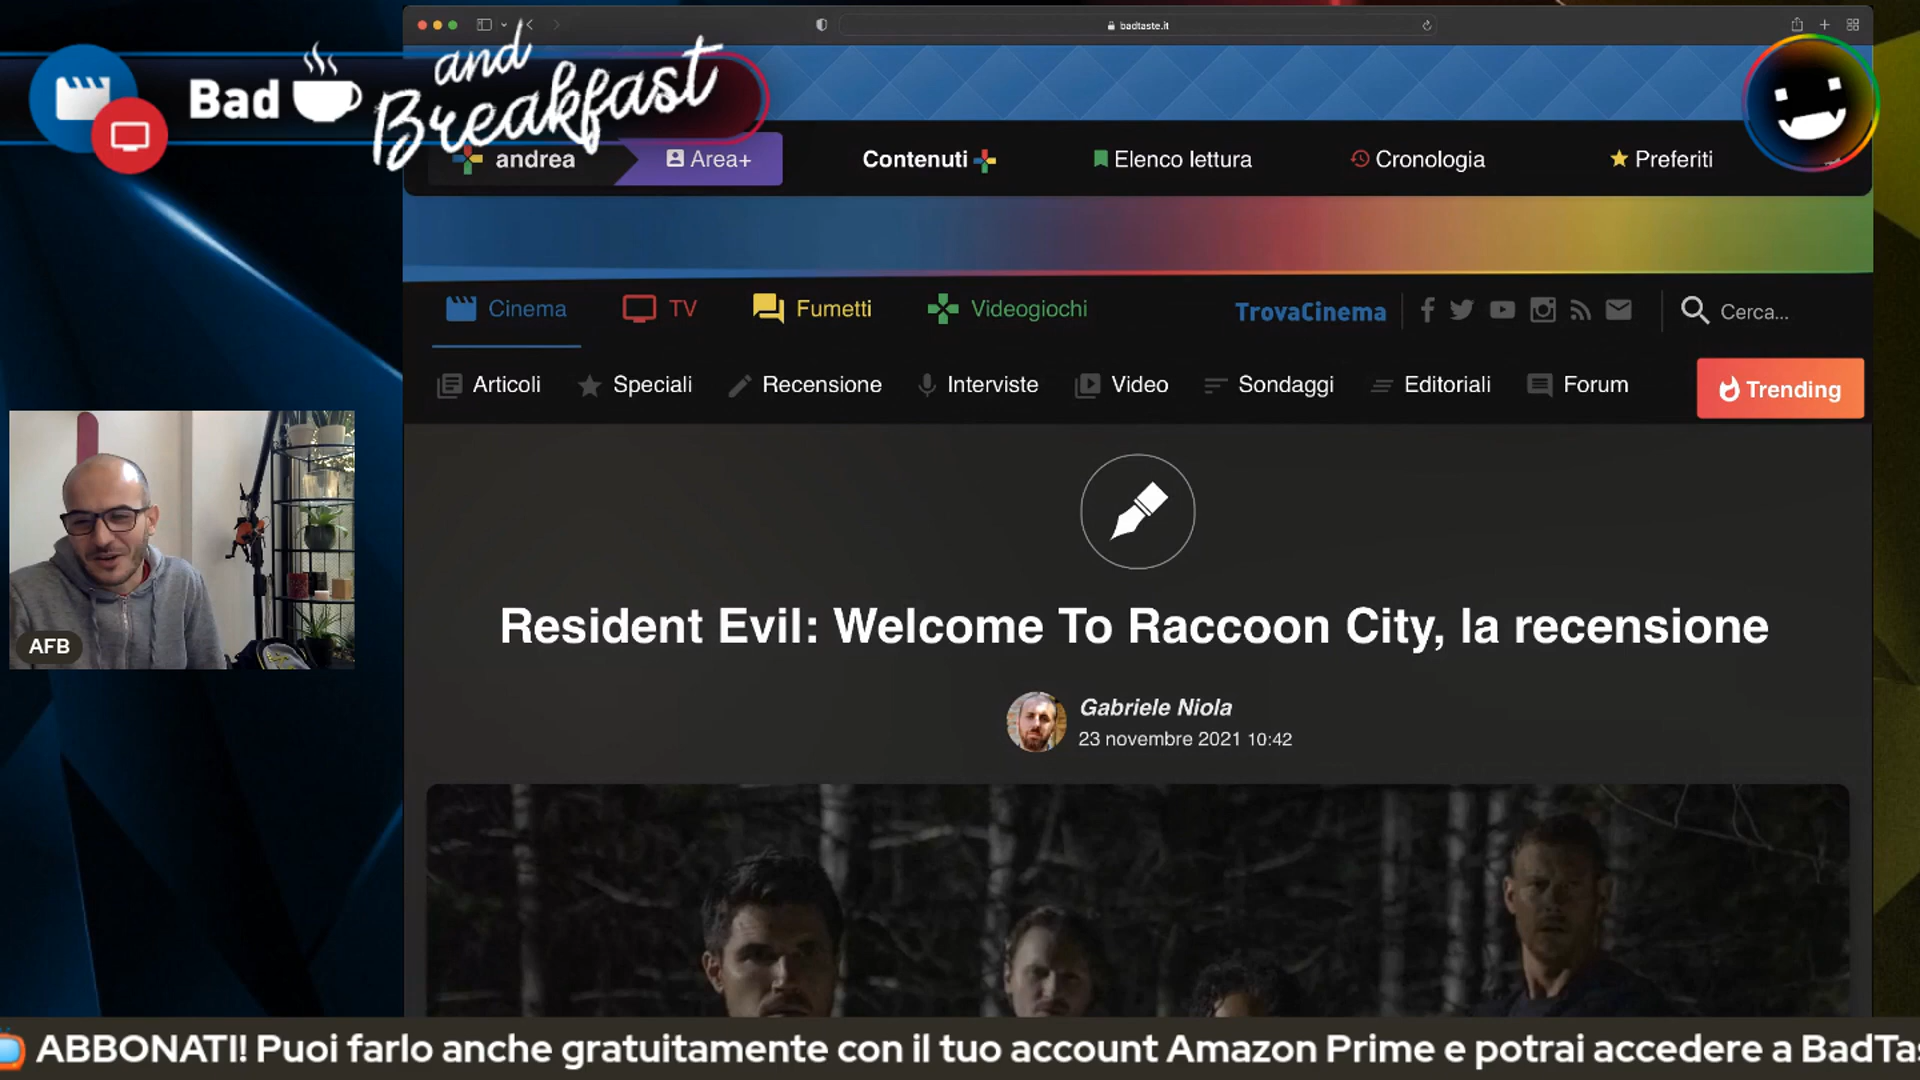 badtaste.it
Bad and Breakfast
andrea
Area+
Contenuti
Elenco lettura
Cronologia
Preferiti
Cinema
TV
Fumetti
Videogiochi
TrovaCinema
Cerca...
Articoli
Speciali
Recensione
Interviste
Video
Sondaggi
Editoriali
Forum
Trending
AFB
Resident Evil: Welcome To Raccoon City, la recensione
Gabriele Niola
23 novembre 2021 10:42
ABBONATI! Puoi farlo anche gratuitamente con il tuo account Amazon Prime e potrai accedere a BadTas